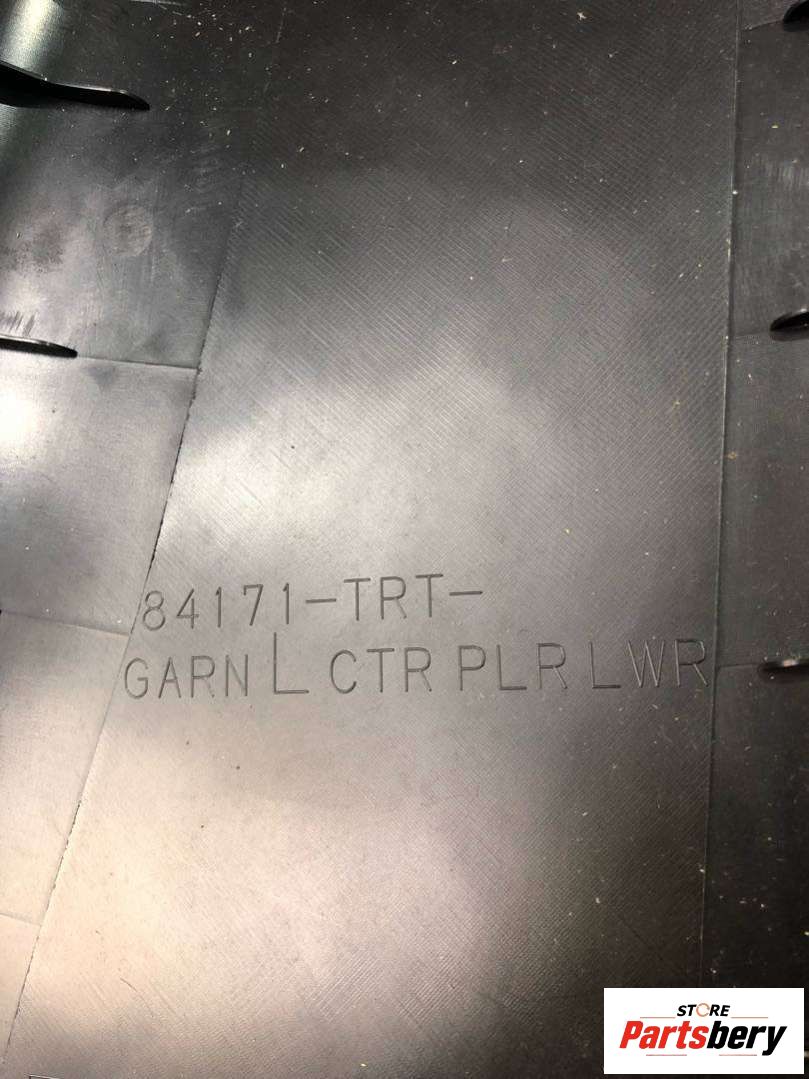 84171-TRT-
GARN L CTR PLR LWR
STORE
Partsbery